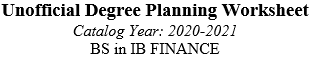 Unofficial Degree Planning Worksheet
Catalog Year: 2020-2021
BS in IB FINANCE